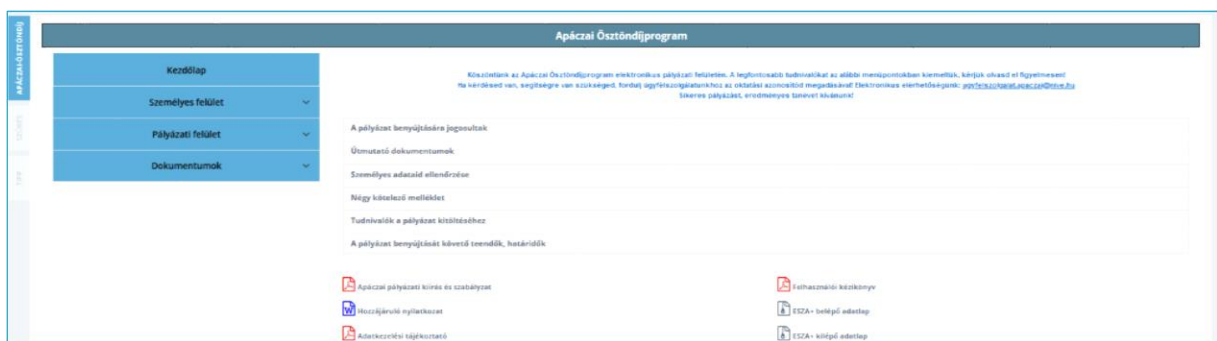 Apáczai Ösztöndíjprogram
APÁCZAI ÖSZTÖNDÍJ
Kezdőlap
Személyes felület
Pályázati felület
Dokumentumok
Köszöntünk az Apáczai Ösztöndíjprogram elektronikus pályázati felületén. A legfontosabb tudnivalókat az alábbi menüpontokban kiemeltük, kérjük olvasd el figyelmesen!
Ha kérdésed van, segítségre van szükséged, fordulj ügyfélszolgálatunkhoz az oktatási azonosítód megadásával! Elektronikus elérhetőségünk: ugyfelszolgalat.apaczai@nive.hu
Sikeres pályázást, eredményes tanévet kívánunk!
A pályázat benyújtására jogosultak
Útmutató dokumentumok
Személyes adataid ellenőrzése
Négy kötelező melléklet
Tudnivalók a pályázat kitöltéséhez
A pályázat benyújtását követő teendők, határidők
Apáczai pályázati kiírás és szabályzat
Hozzájáruló nyilatkozat
Adatkezelési tájékoztató
Felhasználói kézikönyv
ESZA+ belépő adatlap
ESZA+ kilépő adatlap